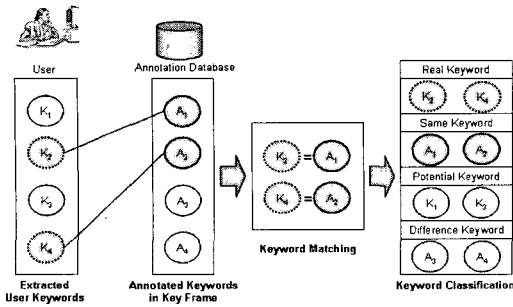 User
Annotation Database
K1
K2
K3
K4
A1
A2
A3
A4
K2 = A1
K4 = A2
Real Keyword
K2 K4
Same Keyword
A1 A2
Potential Keyword
K1 K3
Difference Keyword
A3 A4
Extracted
User Keywords
Annotated Keywords
in Key Frame
Keyword Matching
Keyword Classification